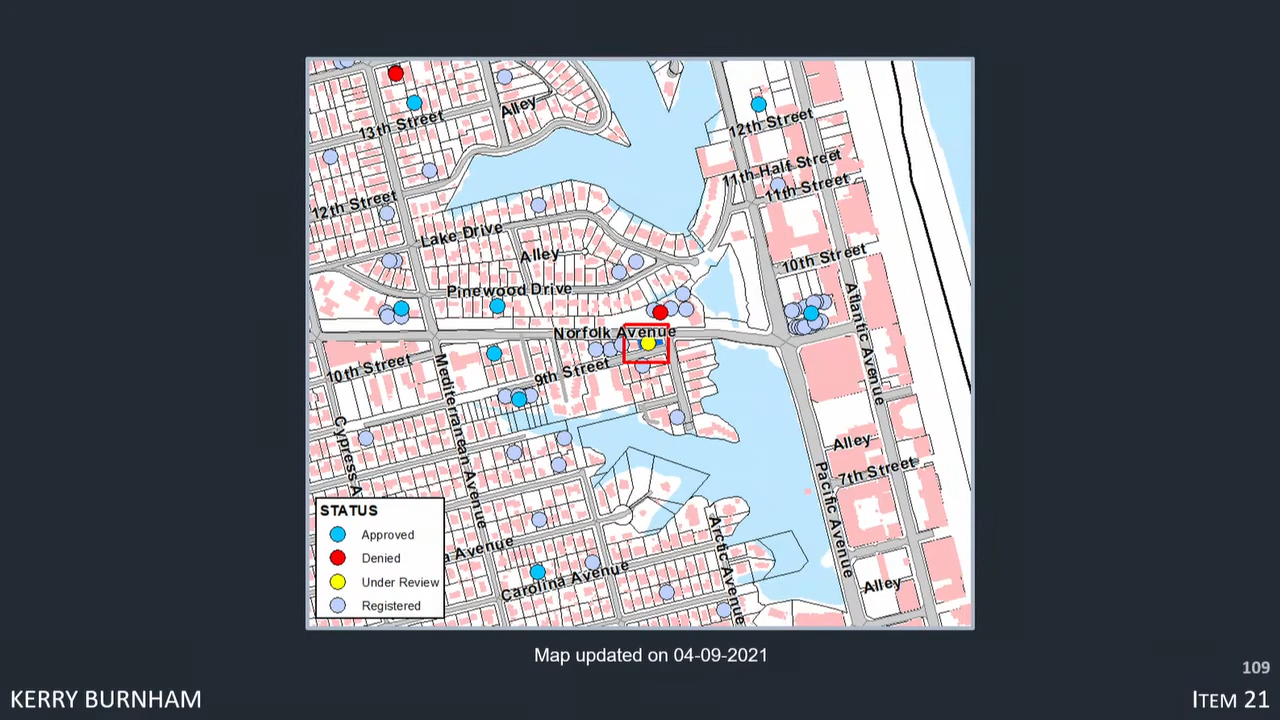 Alley
13th Street
12th Street
12th Street
11th Half Street
11th Street
Lake Drive
Alley
10th Street
Pinewood Drive
Atlantic Avenue
Norfolk Avenue
10th Street
9th Street
Mediterranean Avenue
Cypress A
Alley
7th Street
Pacific Avenue
Arctic Avenue
a Avenue
Carolina Avenue
Alley
STATUS
Approved
Denied
Under Review
Registered
Map updated on 04-09-2021
109
KERRY BURNHAM
ITEM 21